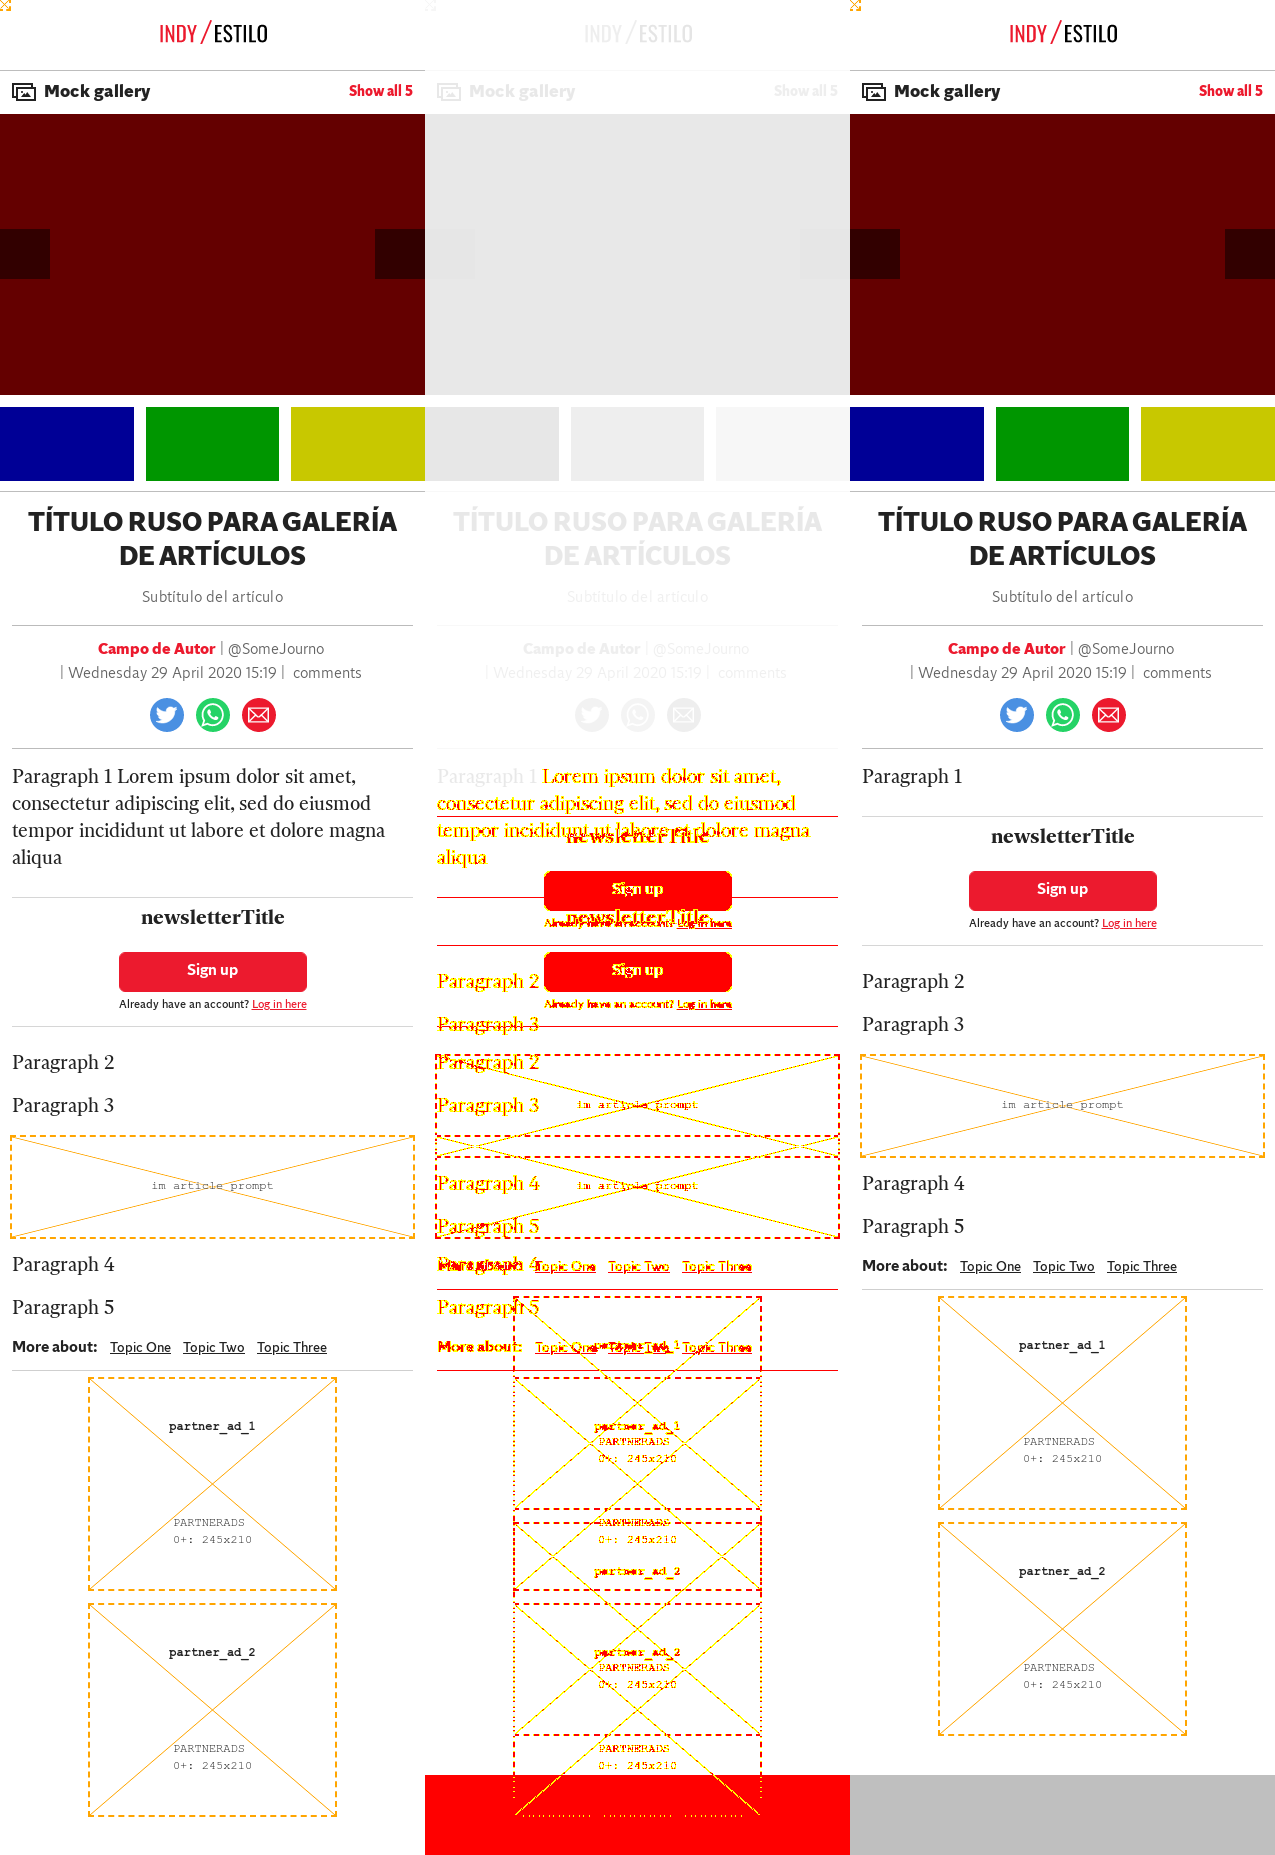 INDY/ESTILO
Mock gallery Show all 5
TÍTULO RUSO PARA GALERÍA
DE ARTÍCULOS
Subtítulo del artículo
Campo de Autor | @SomeJourno
| Wednesday 29 April 2020 15:19 | comments
Paragraph 1 Lorem ipsum dolor sit amet,
consectetur adipiscing elit, sed do eiusmod
tempor incididunt ut labore et dolore magna
aliqua
newsletterTitle
Sign up
Already have an account? Log in here
Paragraph 2
Paragraph 3
im article prompt
Paragraph 4
Paragraph 5
More about: Topic One Topic Two Topic Three
partner_ad_1
PARTNERADS
0+: 245x210
partner_ad_2
PARTNERADS
0+: 245x210
INDY/ESTILO
Mock gallery Show all 5
TÍTULO RUSO PARA GALERÍA
DE ARTÍCULOS
Subtítulo del artículo
Campo de Autor | @SomeJourno
| Wednesday 29 April 2020 15:19 | comments
Paragraph 1 Lorem ipsum dolor sit amet,
consectetur adipiscing elit, sed do eiusmod
tempor incididunt ut labore et dolore magna
newsletterTitle
aliqua
Sign up
newsletterTitle
Already have an account? Log in here
Sign up
Paragraph 2
Already have an account? Log in here
Paragraph 3
Paragraph 2
Paragraph 3
im article prompt
Paragraph 4
im article prompt
Paragraph 5
Paragraph 4
More about: Topic One Topic Two Topic Three
Paragraph 5
partner_ad_1
More about: Topic One Topic Two Topic Three
partner_ad_1
PARTNERADS
0+: 245x210
PARTNERADS
0+: 245x210
partner_ad_2
partner_ad_2
PARTNERADS
0+: 245x210
PARTNERADS
0+: 245x210
INDY/ESTILO
Mock gallery Show all 5
TÍTULO RUSO PARA GALERÍA
DE ARTÍCULOS
Subtítulo del artículo
Campo de Autor | @SomeJourno
| Wednesday 29 April 2020 15:19 | comments
Paragraph 1
newsletterTitle
Sign up
Already have an account? Log in here
Paragraph 2
Paragraph 3
im article prompt
Paragraph 4
Paragraph 5
More about: Topic One Topic Two Topic Three
partner_ad_1
PARTNERADS
0+: 245x210
partner_ad_2
PARTNERADS
0+: 245x210